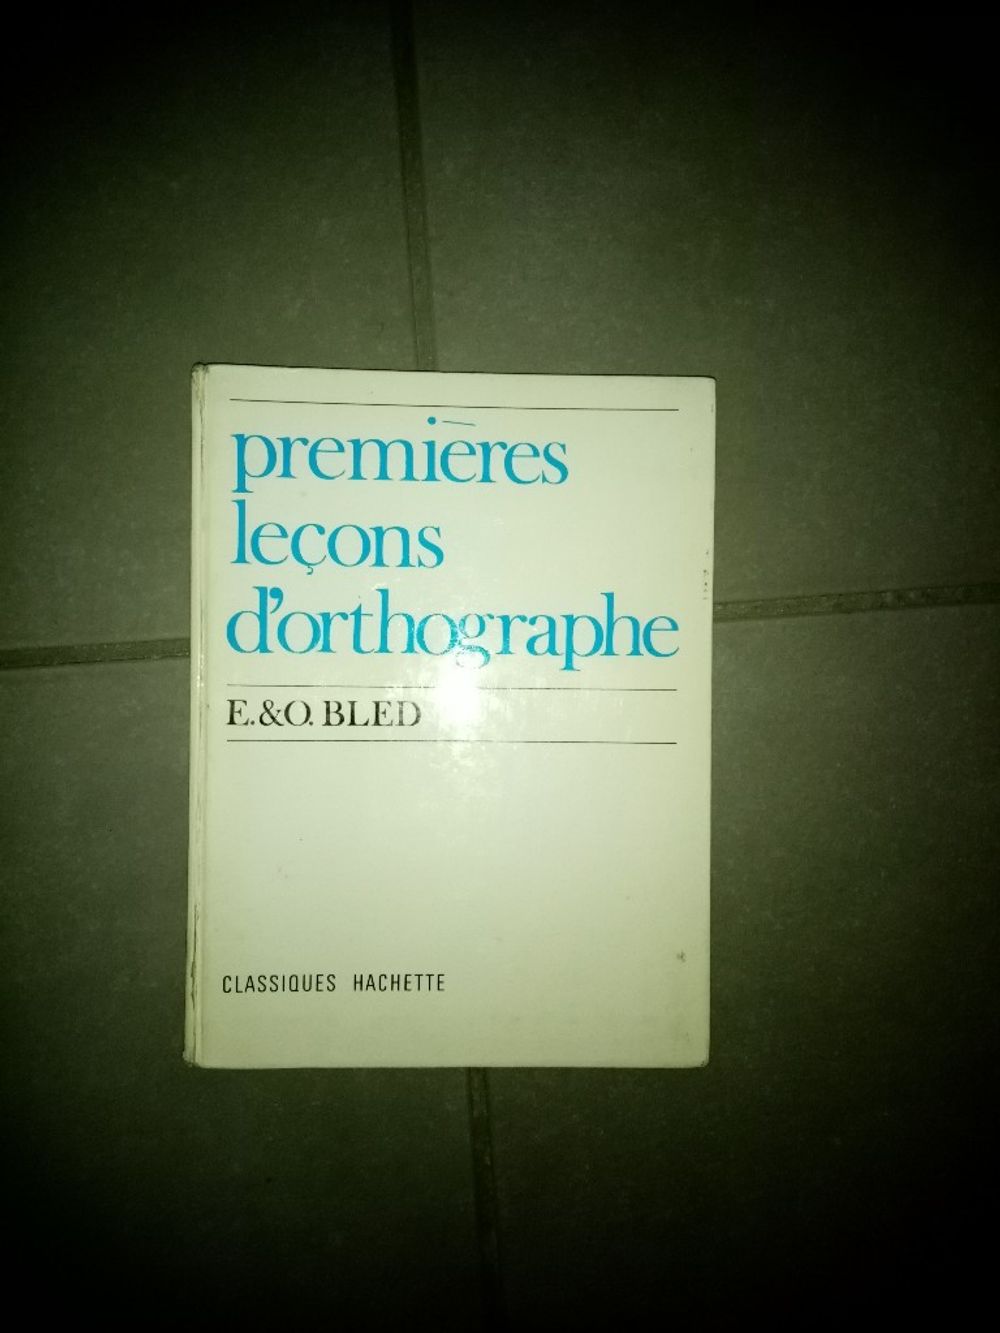 premières
leçons
d'orthographe
E.&O. BLED
CLASSIQUES HACHETTE